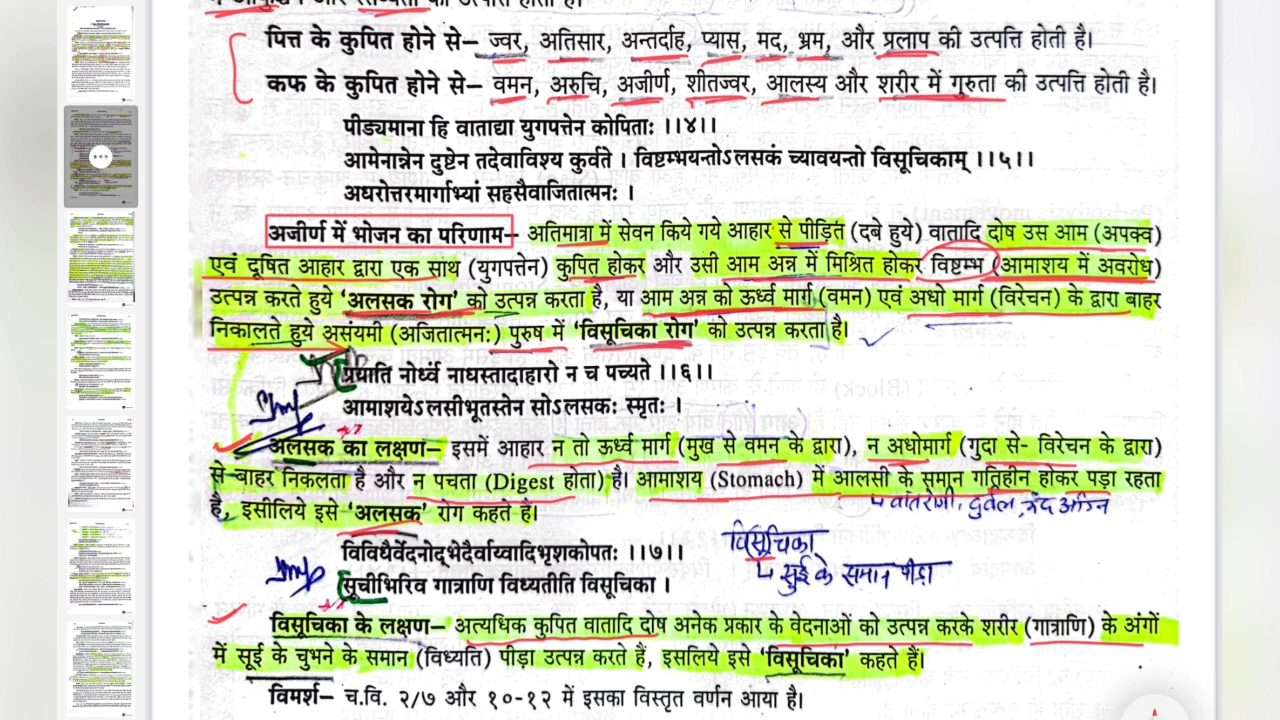 पित्त के कुपित होने से– ज्वर, अतिसार, अन्तर्दाह, प्यास, मद, भ्रम, और प्रलाप की उत्पत्ति होती है।
कफ के कुपित होने से– वमन, अरुचि, अजीर्ण, शीतज्वर, आलस्य और शरीर में गुरुता की उत्पत्ति होती है।
पीड्यमाना हि वाताद्या युगपत्तेन कोपिताः ।।४।।
आमेनान्नेन दुष्टेन तदेवाविश्य कुर्वते । विष्टम्भयन्तोऽलसकं च्यावयन्तो विसूचिकाम् ।।५।।
अधरोत्तरमार्गाभ्यां सहसैवाजितात्मनः ।
अजीर्ण में भोजन का परिणाम– अतिमात्रा में सेवन किये गये आहार से पीड़ित (दबे हुये) वातादि दोष उस आम (अपक्व)
एवं दूषित आहार द्वारा एक साथ (युगपत्तेन) कुपित होकर और उसी आम अन्न में मिश्रित होकर (आमाशय में अवरोध)
उत्पन्न करते हुये 'अलसक रोग' को उत्पन्न करता है, या आम अन्न को ऊर्ध्व मार्ग (वमन) एवं अधो मार्ग (विरेचन) के द्वारा बाहर
निकालते हुये असंयमी (अजितात्मनः) पुरुष में 'विसूचिका रोग' को उत्पन्न करता है।
प्रयाति नोर्ध्वं नाधस्तादाहारो न च पच्यते ।।६।।
Imp
आमाशयेऽलसीभूतस्तेन सोऽलसकः स्मृतः ।
अलसक के लक्षण– इसमें आहार न तो ऊर्ध्व मार्ग (मुख से वमन द्वारा), न अधोमार्ग (गुदा से- विरेचन के द्वारा)
से बाहर निकलता है और न पचता (Digest होता) है। आमाशय (Stomach) में आलसी के समान गतिहीन होकर पड़ा रहता
है, इसीलिये इसे 'अलसक' रोग कहते हैं।
वातरोगी, दुर्बल, मंद अग्नि
विविधैर्वेदनोद्भेदैर्वाय्वादिभृशकोपतः ।।७।।
विसूचिका
Imp
सूचीभिरिव गात्राणि विध्यतीति विसूचिका ।
सुई के समान पीड़ा
विसूचिका के लक्षण– अत्यधिक कुपित वातादि दोष अनेक प्रकार के वेदनाओं को उत्पन्न करके शरीर (गात्राणि) के अंगों
में सूई के चुभने के समान (विध्यति) पीड़ा उत्पन्न करते हैं, इसलिए इसे 'विसूचिका' कहते हैं।
विमर्श– च.वि. २/७ और १०-११ में इसका विस्तृत वर्णन आया है।